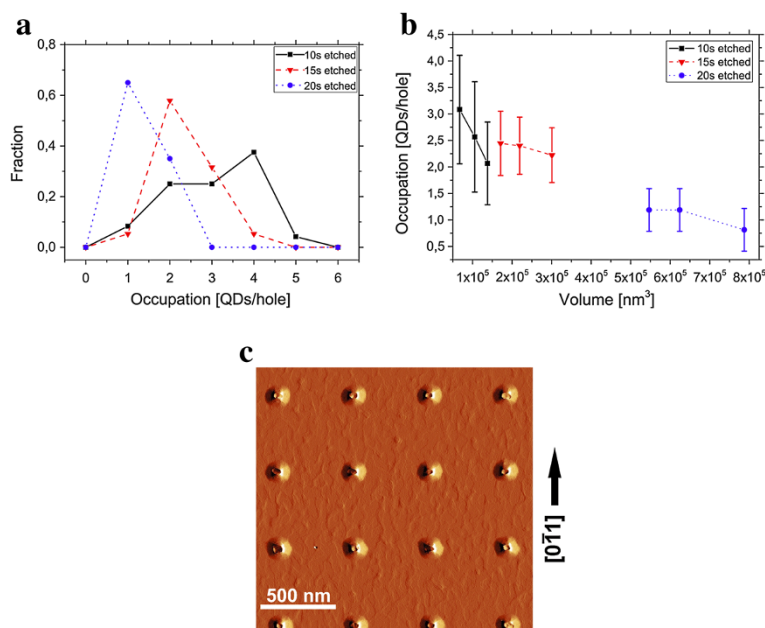 a
0,8
0,6
0,4
0,2
0,0
Fraction
10s etched
15s etched
20s etched
0 1 2 3 4 5 6
Occupation [QDs/hole]
b
4,5
4,0
3,5
3,0
2,5
2,0
1,5
1,0
0,5
Occupation [QDs/hole]
10s etched
15s etched
20s etched
1x10⁵ 2x10⁵ 3x10⁵ 4x10⁵ 5x10⁵ 6x10⁵ 7x10⁵ 8x10⁵
Volume [nm³]
c
500 nm
[01̅1]